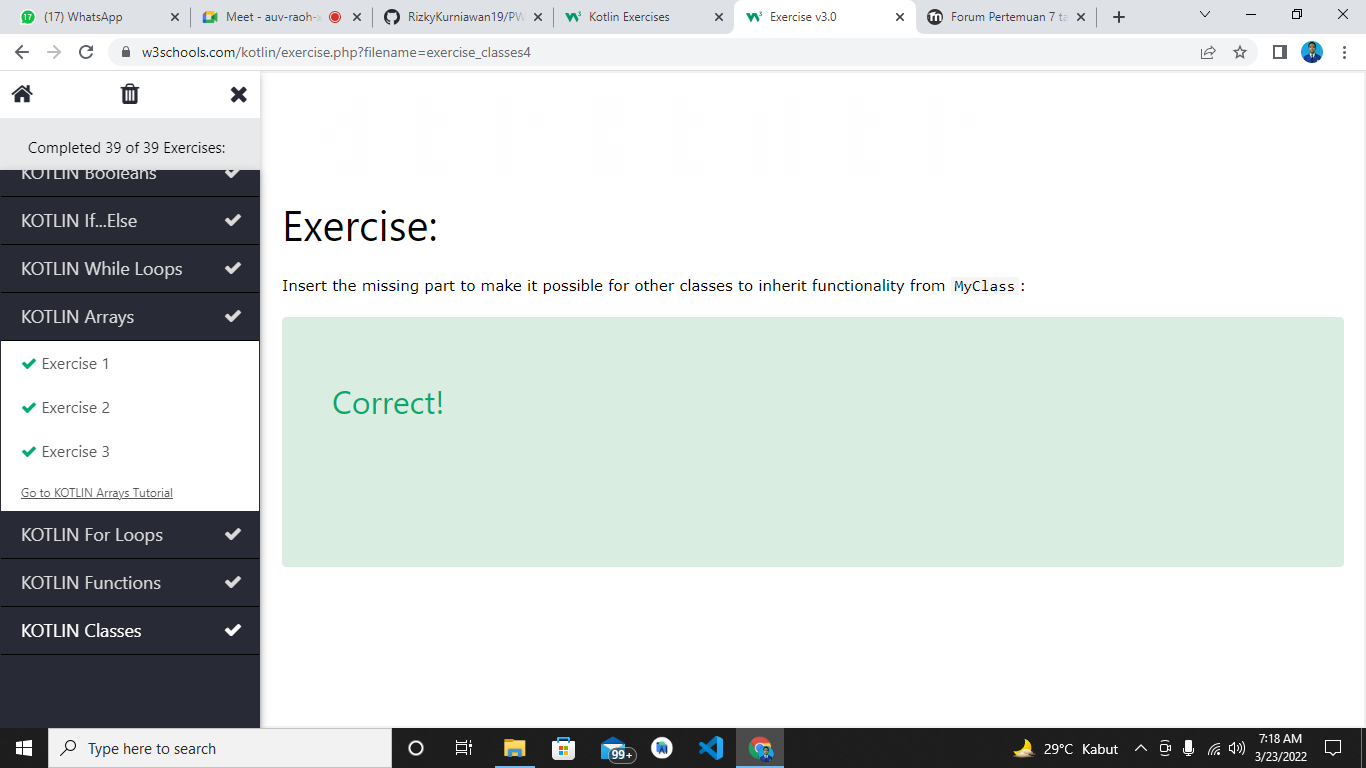 (17) WhatsApp
Meet - auv-raoh-
RizkyKurniawan19/PW
Kotlin Exercises
Exercise v3.0
Forum Pertemuan 7 ta
w3schools.com/kotlin/exercise.php?filename=exercise_classes4
Completed 39 of 39 Exercises:
KOTLIN Booleans
KOTLIN If...Else
KOTLIN While Loops
KOTLIN Arrays
Exercise 1
Exercise 2
Exercise 3
Go to KOTLIN Arrays Tutorial
KOTLIN For Loops
KOTLIN Functions
KOTLIN Classes
Exercise:
Insert the missing part to make it possible for other classes to inherit functionality from MyClass:
Correct!
Type here to search
99+
29°C Kabut
7:18 AM
3/23/2022